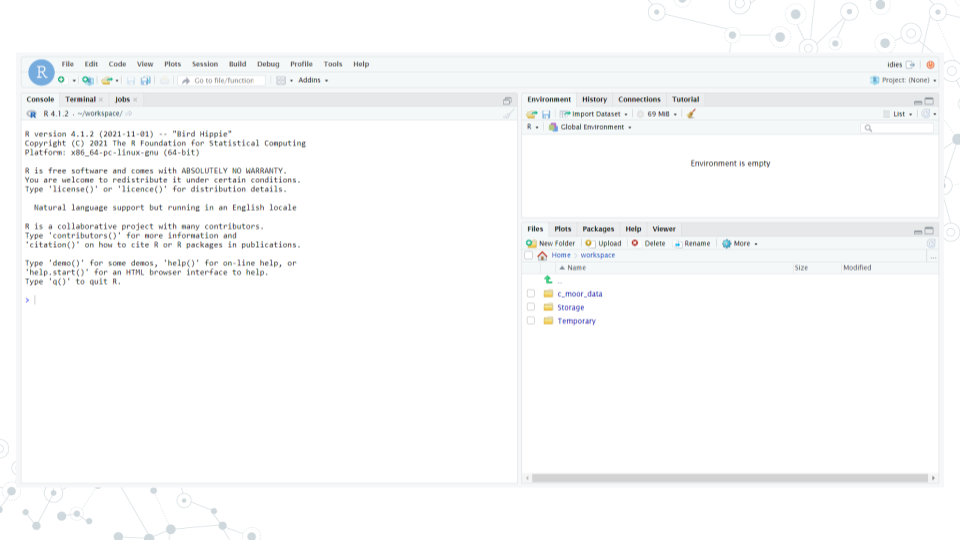 R
File Edit Code View Plots Session Build Debug Profile Tools Help
idies
Go to file/function
Addins
Project: (None)
Console Terminal Jobs
R 4.1.2 . ~/workspace/
R version 4.1.2 (2021-11-01) -- "Bird Hippie"
Copyright (C) 2021 The R Foundation for Statistical Computing
Platform: x86_64-pc-linux-gnu (64-bit)
R is free software and comes with ABSOLUTELY NO WARRANTY.
You are welcome to redistribute it under certain conditions.
Type 'license()' or 'licence()' for distribution details.
Natural language support but running in an English locale
R is a collaborative project with many contributors.
Type 'contributors()' for more information and
'citation()' on how to cite R or R packages in publications.
Type 'demo()' for some demos, 'help()' for on-line help, or
'help.start()' for an HTML browser interface to help.
Type 'q()' to quit R.
>
Environment History Connections Tutorial
Import Dataset 69 MiB List
R Global Environment
Environment is empty
Files Plots Packages Help Viewer
New Folder Upload Delete Rename More
Home workspace ...
Name Size Modified
..
c_moor_data
Storage
Temporary